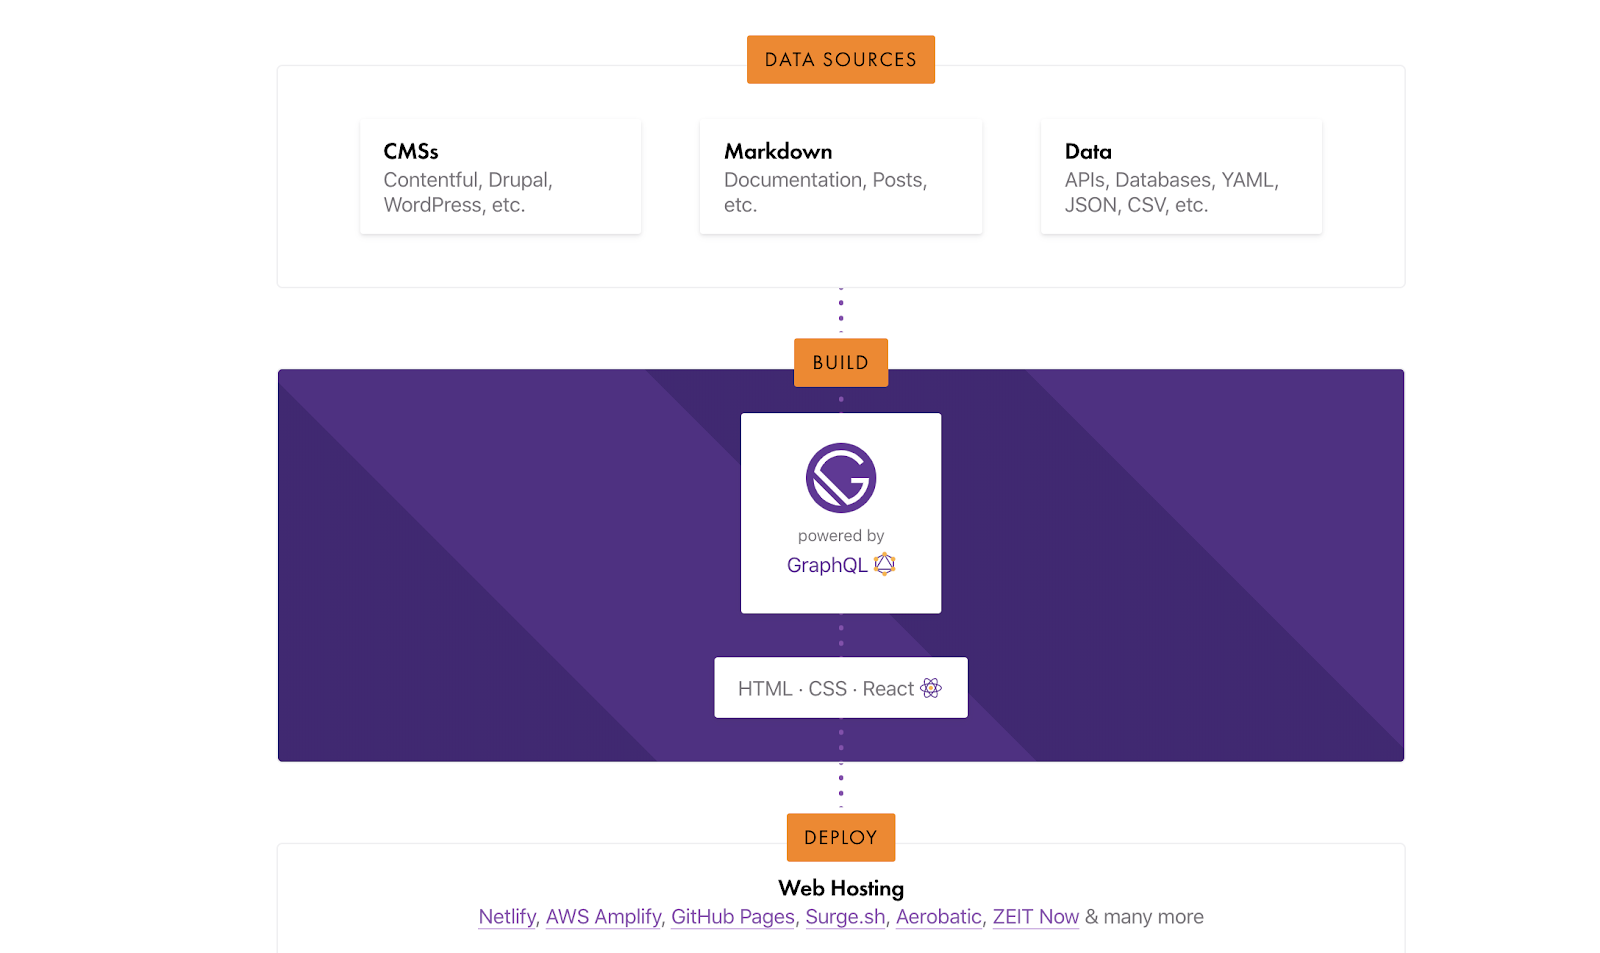 DATA SOURCES
CMSs
Contentful, Drupal,
WordPress, etc.
Markdown
Documentation, Posts,
etc.
Data
APIs, Databases, YAML,
JSON, CSV, etc.
BUILD
powered by
GraphQL
HTML · CSS · React
DEPLOY
Web Hosting
Netlify, AWS Amplify, GitHub Pages, Surge.sh, Aerobatic, ZEIT Now & many more